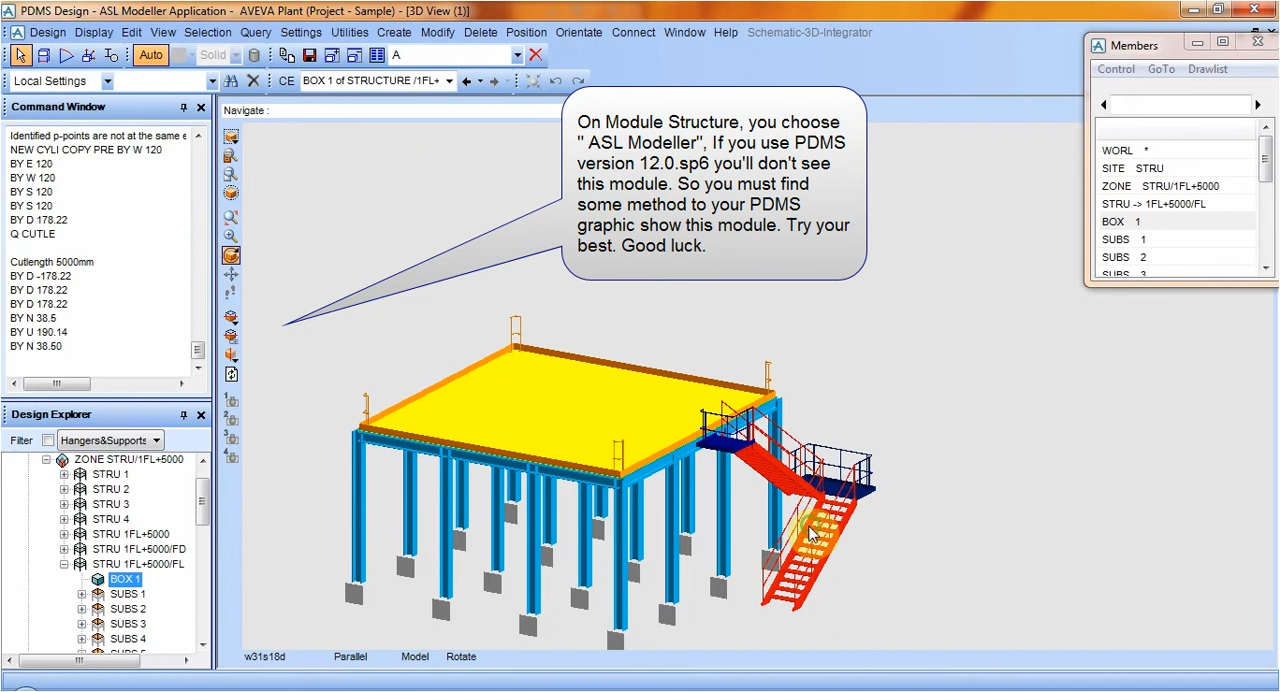 PDMS Design - ASL Modeller Application - AVEVA Plant (Project - Sample) - [3D View (1)]
Design Display Edit View Selection Query Settings Utilities Create Modify Delete Position Orientate Connect Window Help Schematic-3D-Integrator
Auto Solid A
Local Settings CE BOX 1 of STRUCTURE /1FL+
Command Window
Navigate :
Identified p-points are not at the same e
NEW CYLI COPY PRE BY W 120
BY E 120
BY W 120
BY S 120
BY S 120
BY D 178.22
Q CUTLE
Cutlength 5000mm
BY D -178.22
BY D 178.22
BY D 178.22
BY N 38.5
BY U 190.14
BY N 38.50
On Module Structure, you choose
" ASL Modeller", If you use PDMS
version 12.0.sp6 you'll don't see
this module. So you must find
some method to your PDMS
graphic show this module. Try your
best. Good luck.
Members
Control GoTo Drawlist
WORL *
SITE STRU
ZONE STRU/1FL+5000
STRU -> 1FL+5000/FL
BOX 1
SUBS 1
SUBS 2
SUBS 3
Design Explorer
Filter Hangers&Supports
ZONE STRU/1FL+5000
STRU 1
STRU 2
STRU 3
STRU 4
STRU 1FL+5000
STRU 1FL+5000/FD
STRU 1FL+5000/FL
BOX 1
SUBS 1
SUBS 2
SUBS 3
SUBS 4
w31s18d Parallel Model Rotate